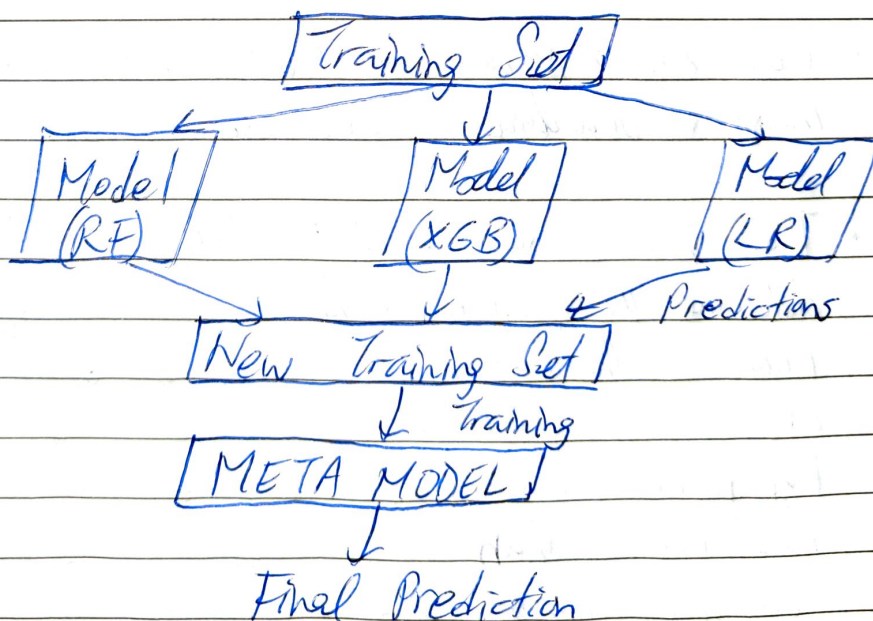 Training Set
Model Model Model
(RF) (XGB) (LR)
Predictions
New Training Set
Training
META MODEL
Final Prediction